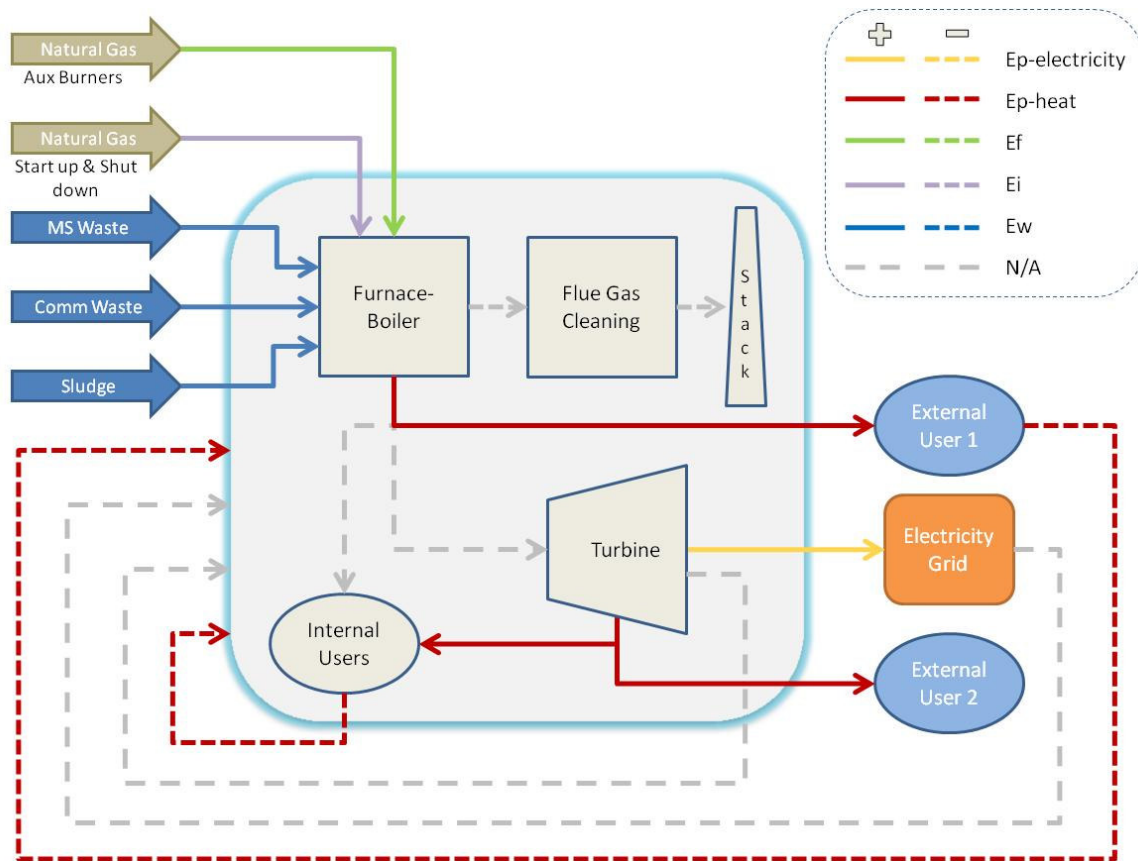 Natural Gas
Aux Burners
Natural Gas
Start up & Shut
down
MS Waste
Comm Waste
Sludge
Furnace-
Boiler
Flue Gas
Cleaning
Stack
Ep-electricity
Ep-heat
Ef
Ei
Ew
N/A
External
User 1
Turbine
Electricity
Grid
Internal
Users
External
User 2